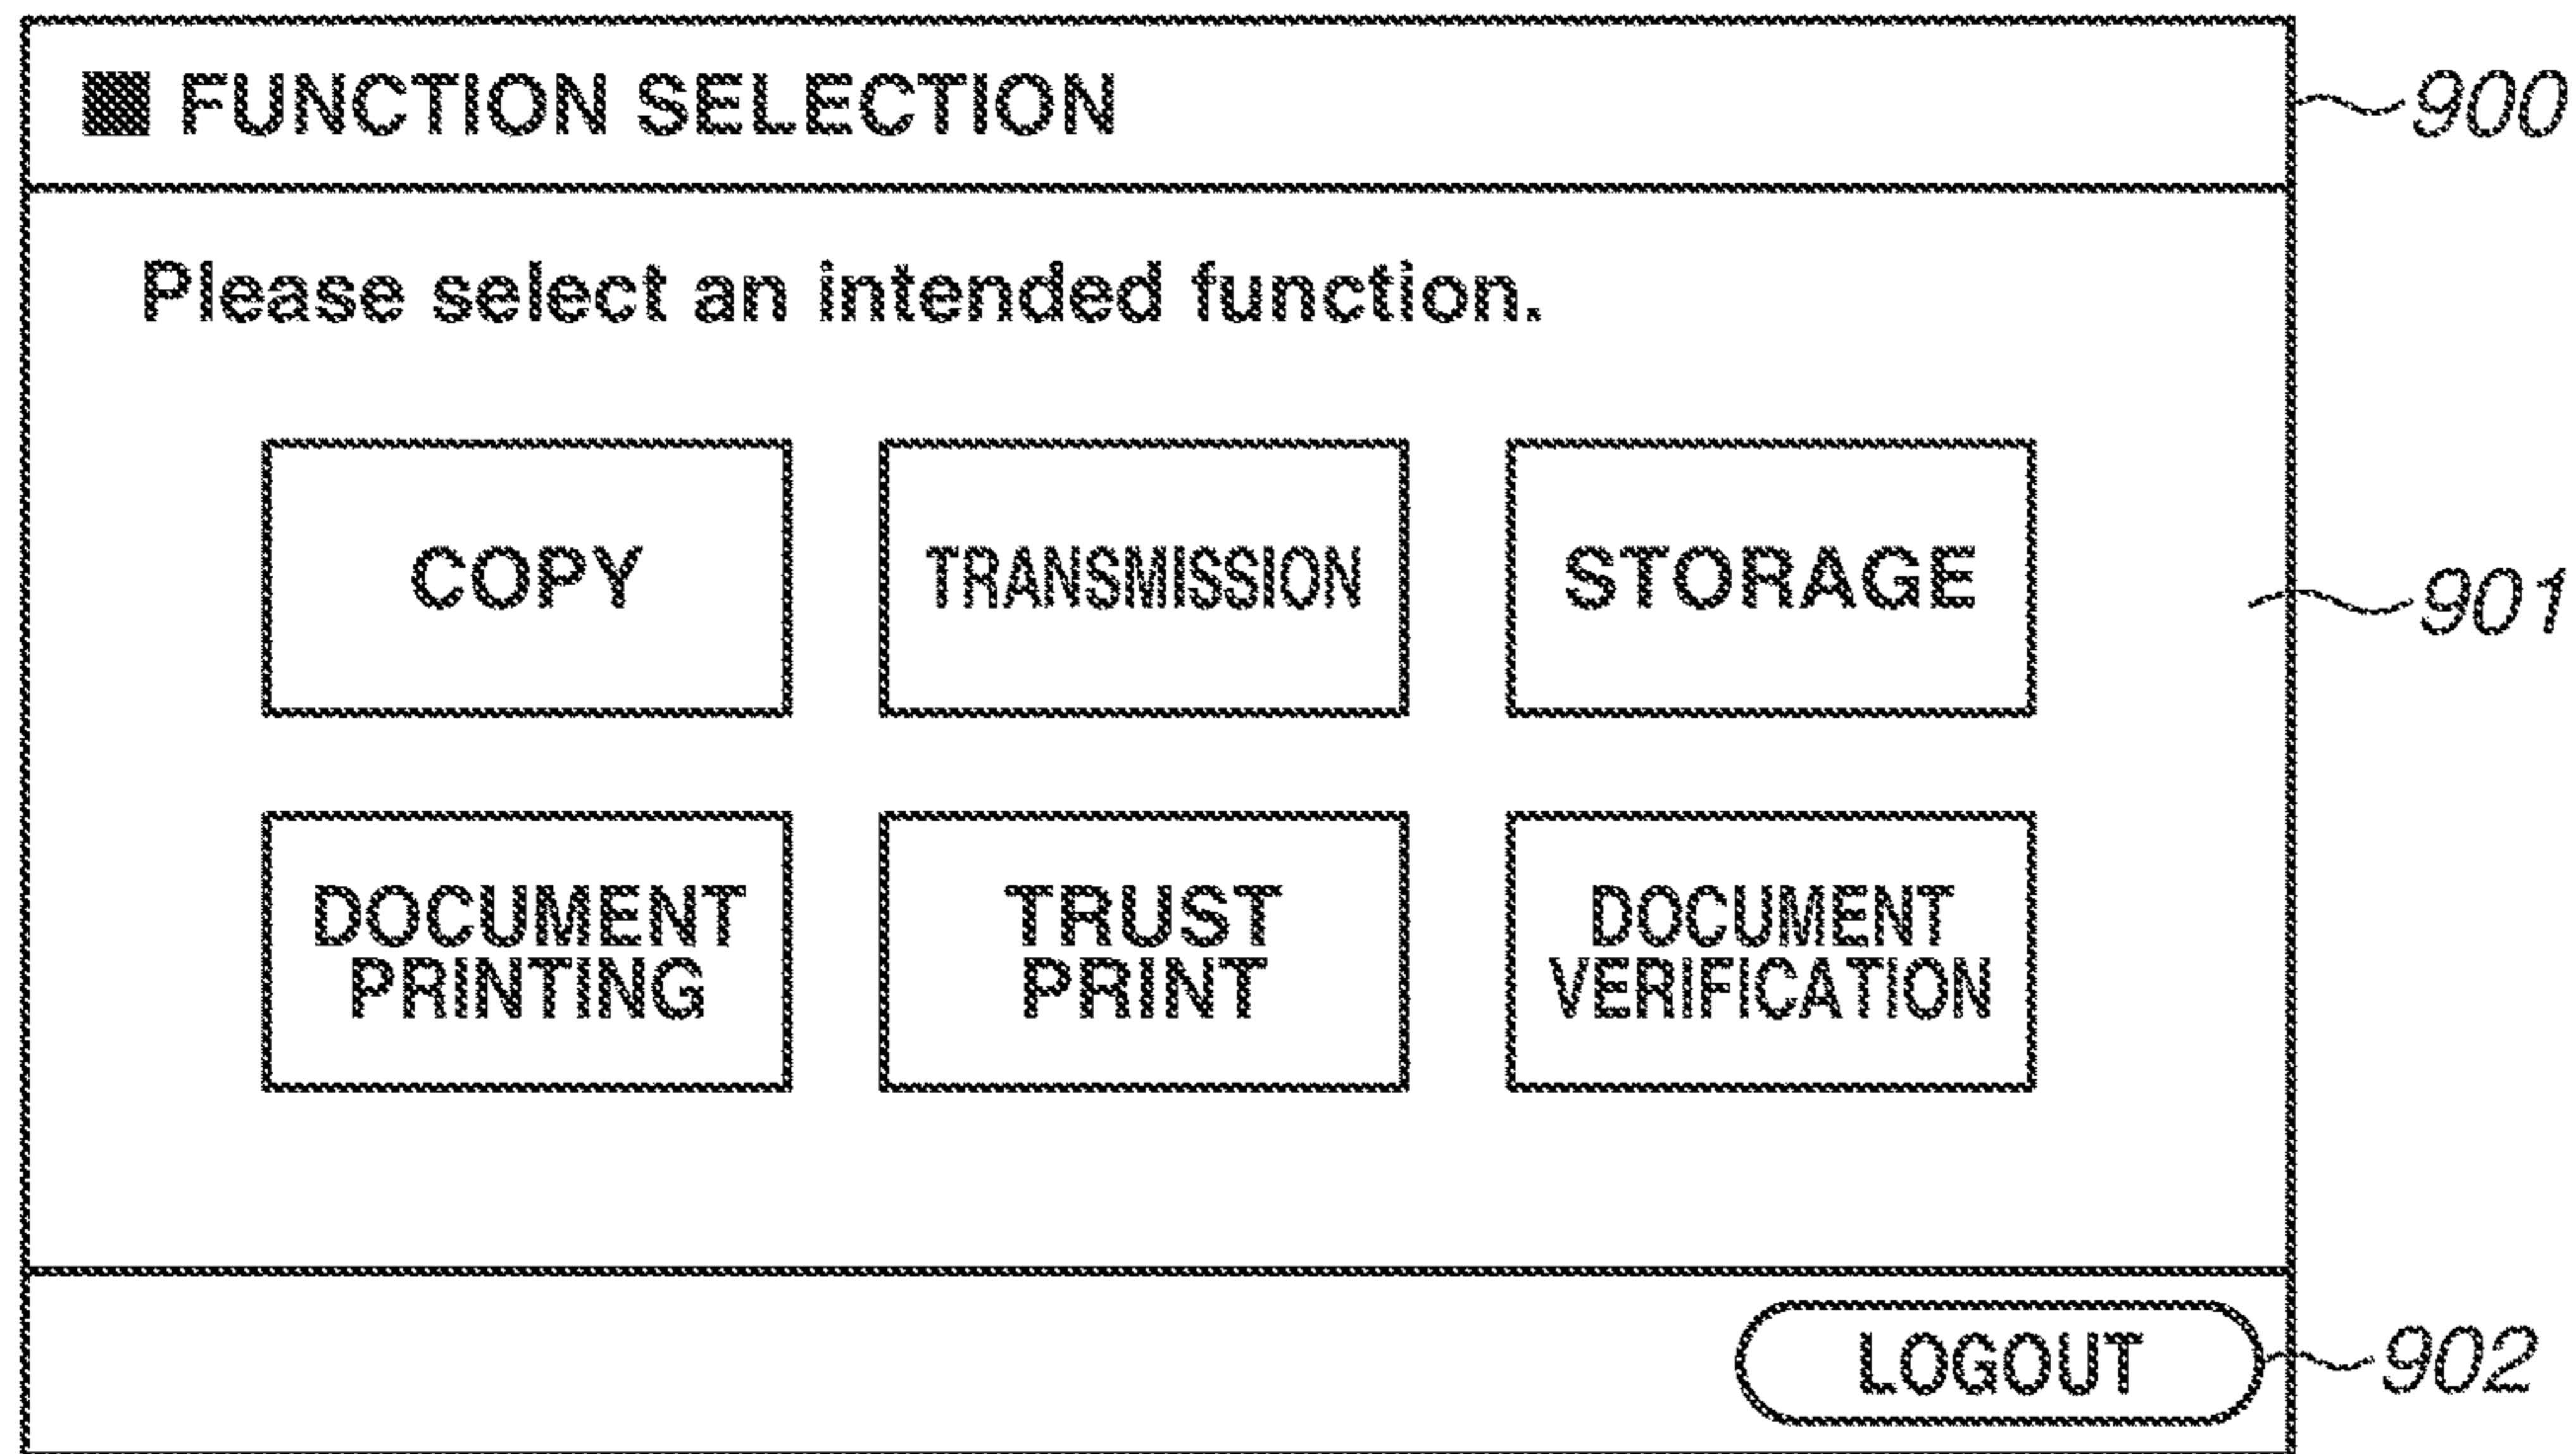 ■ FUNCTION SELECTION
900
Please select an intended function.
COPY
TRANSMISSION
STORAGE
901
DOCUMENT
PRINTING
TRUST
PRINT
DOCUMENT
VERIFICATION
LOGOUT
902